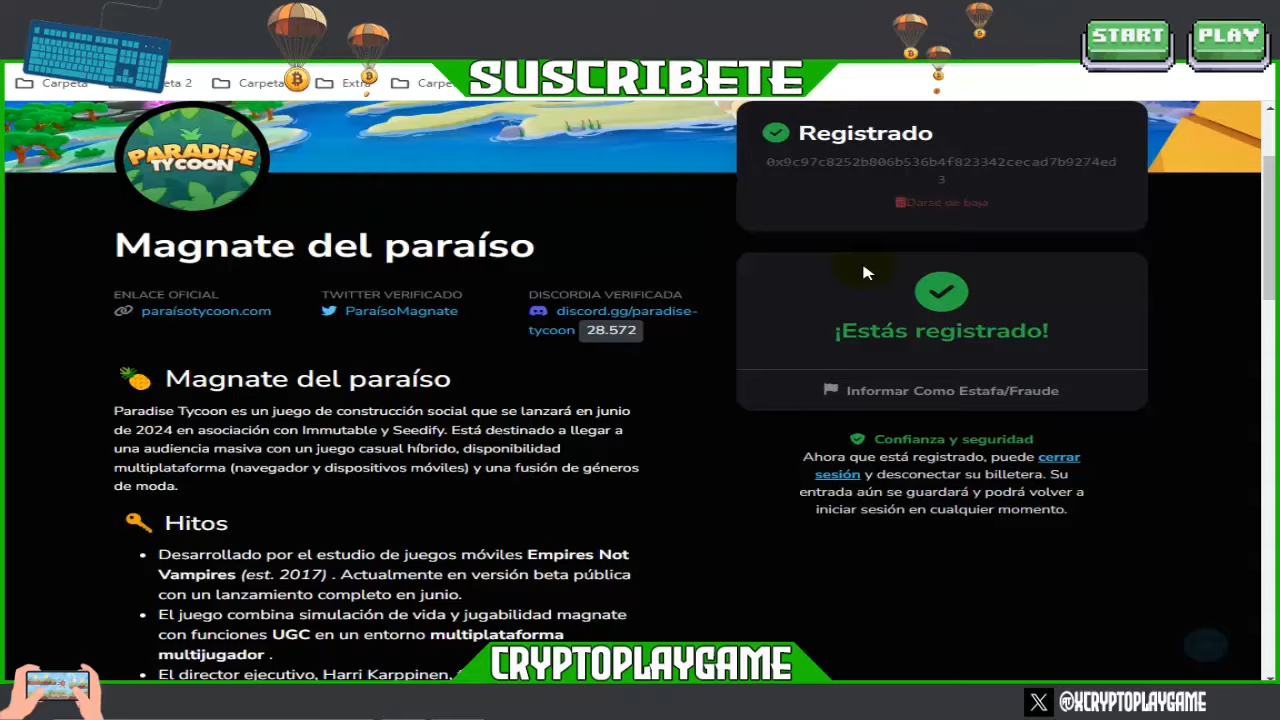 START
PLAY
SUSCRIBETE
Carpeta
eta 2
Carpeta
Extra
Carpe
PARADISE
TYCOON
Registrado
0x9c97c8252b806b536b4f823342cecad7b9274ed
3
Darse de baja
Magnate del paraíso
ENLACE OFICIAL
paraísotycoon.com
TWITTER VERIFICADO
ParaísoMagnate
DISCORDIA VERIFICADA
discord.gg/paradise-
tycoon 28.572
¡Estás registrado!
Informar Como Estafa/Fraude
Magnate del paraíso
Paradise Tycoon es un juego de construcción social que se lanzará en junio
de 2024 en asociación con Immutable y Seedify. Está destinado a llegar a
una audiencia masiva con un juego casual híbrido, disponibilidad
multiplataforma (navegador y dispositivos móviles) y una fusión de géneros
de moda.
Confianza y seguridad
Ahora que está registrado, puede cerrar
sesión y desconectar su billetera. Su
entrada aún se guardará y podrá volver a
iniciar sesión en cualquier momento.
Hitos
• Desarrollado por el estudio de juegos móviles Empires Not
Vampires (est. 2017) . Actualmente en versión beta pública
con un lanzamiento completo en junio.
• El juego combina simulación de vida y jugabilidad magnate
con funciones UGC en un entorno multiplataforma
multijugador .
• El director ejecutivo, Harri Karppinen,
CRYPTOPLAYGAME
@XCRYPTOPLAYGAME